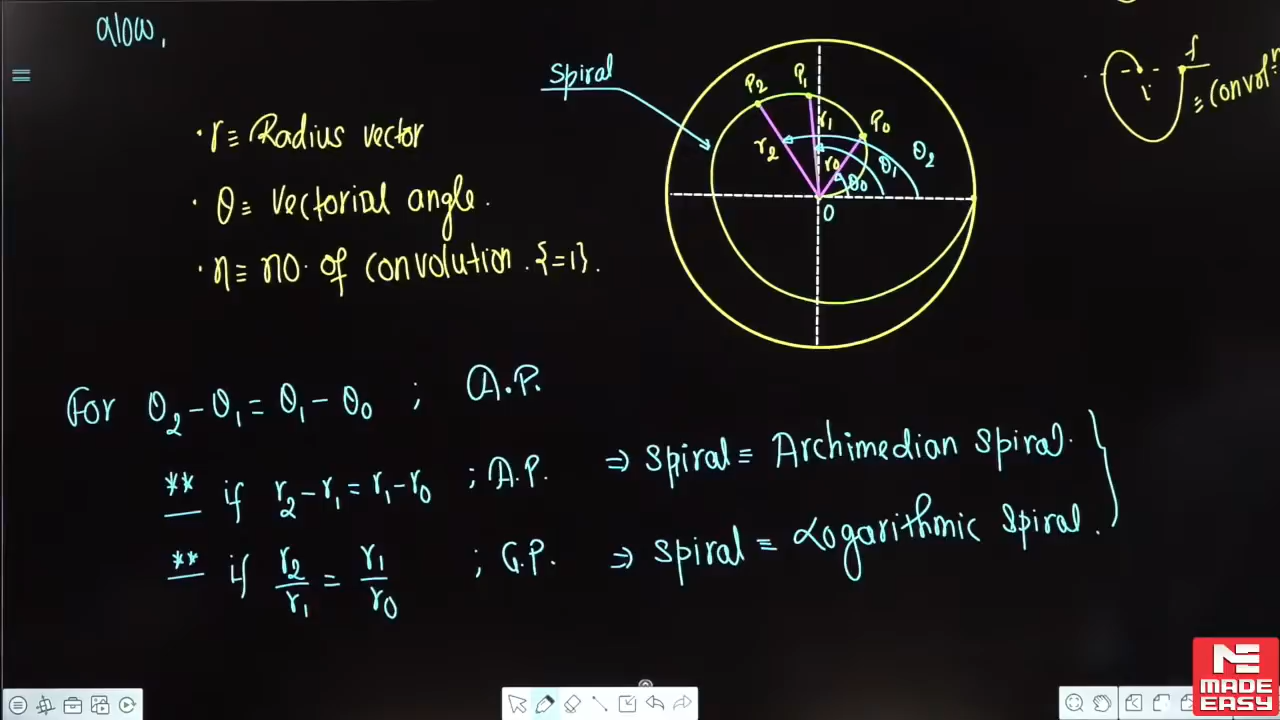 alow,
Spiral
P2 P1 P0
r2 r1 r0
θ0 θ1 θ2
O
i f
≡ Convolⁿ
· r ≡ Radius vector
· θ ≡ vectorial angle.
· n ≡ no. of convolution. {=1}.
For θ₂ - θ₁ = θ₁ - θ₀ ; A.P.
** if r₂ - r₁ = r₁ - r₀ ; A.P. ⇒ Spiral ≡ Archimedian Spiral.
** if r₂/r₁ = r₁/r₀ ; G.P. ⇒ Spiral ≡ Logarithmic Spiral.
MADE
EASY